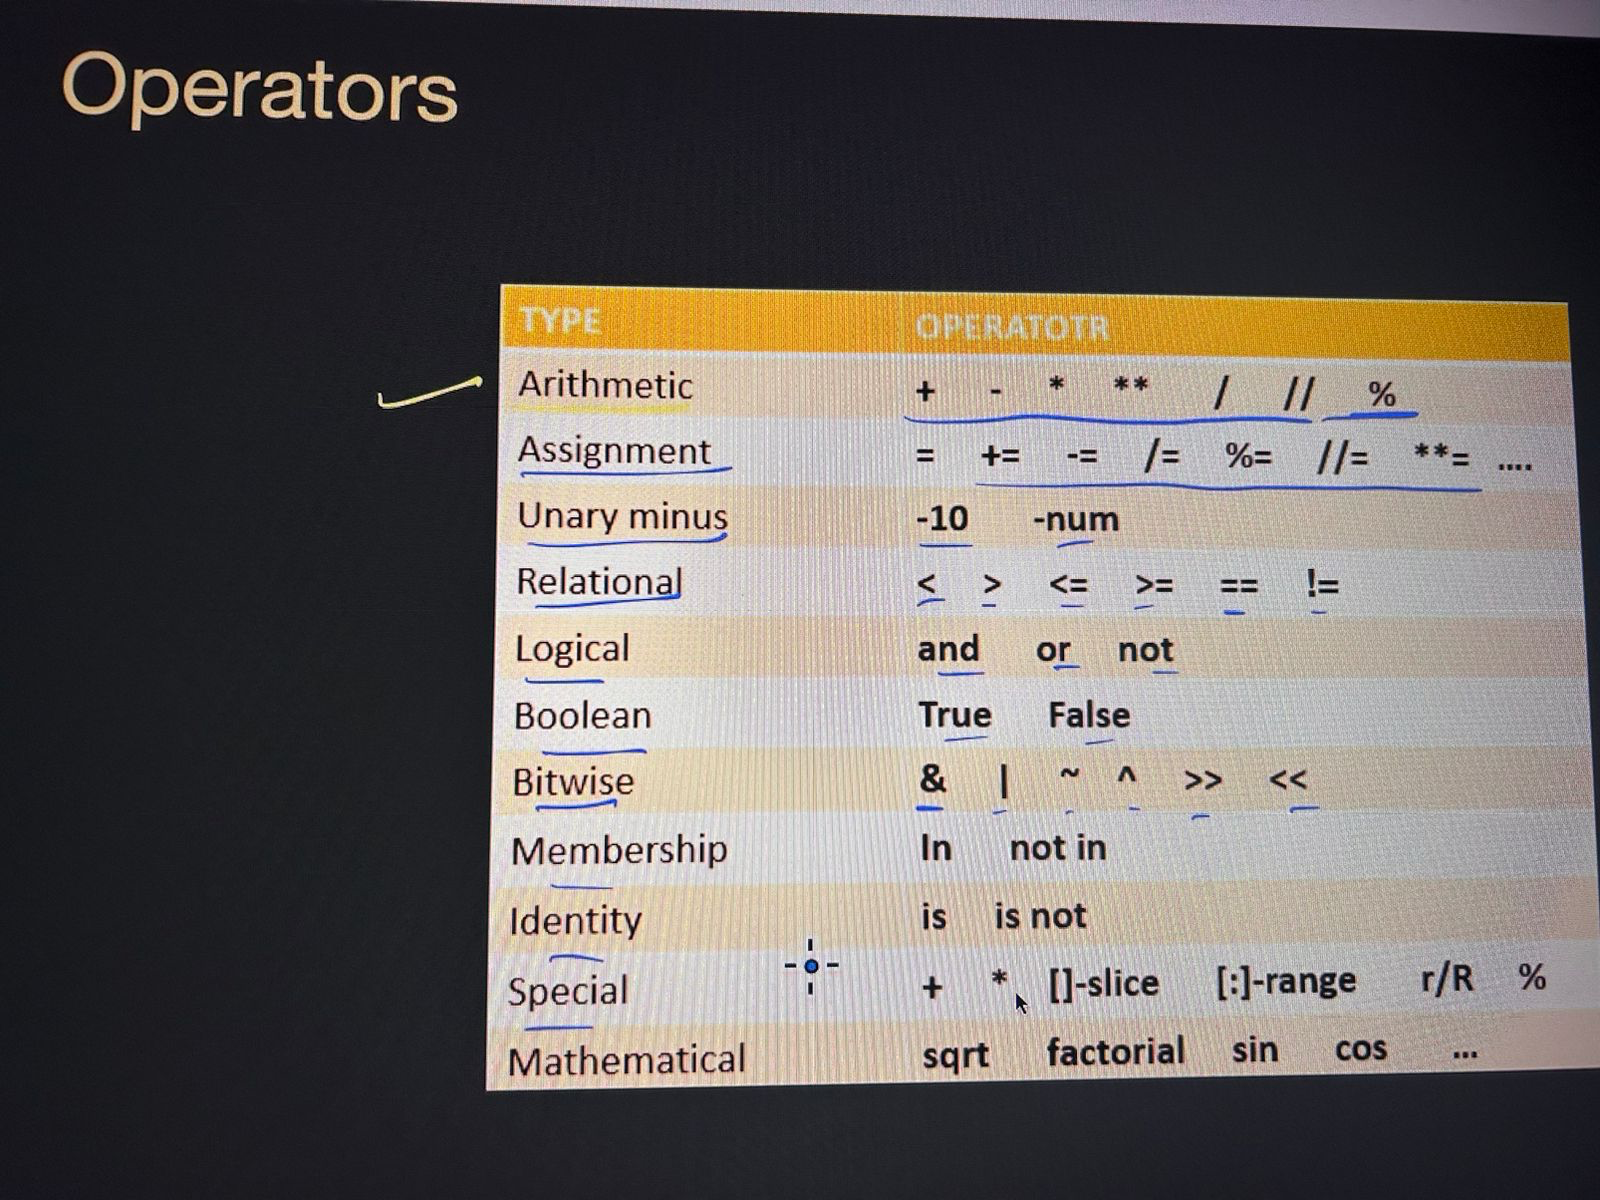 Operators
TYPE OPERATOTR
Arithmetic + - * ** / // %
Assignment = += -= /= %= //= **= ....
Unary minus -10 -num
Relational < > <= >= == !=
Logical and or not
Boolean True False
Bitwise & | ~ ^ >> <<
Membership In not in
Identity is is not
Special + * []-slice [:]-range r/R %
Mathematical sqrt factorial sin cos ...